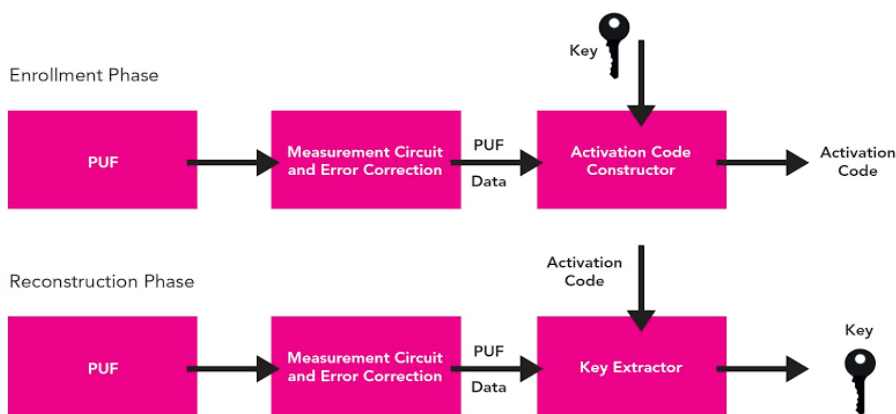 Key
Enrollment Phase
PUF
Measurement Circuit
and Error Correction
PUF
Data
Activation Code
Constructor
Activation
Code
Activation
Code
Reconstruction Phase
PUF
Measurement Circuit
and Error Correction
PUF
Data
Key Extractor
Key